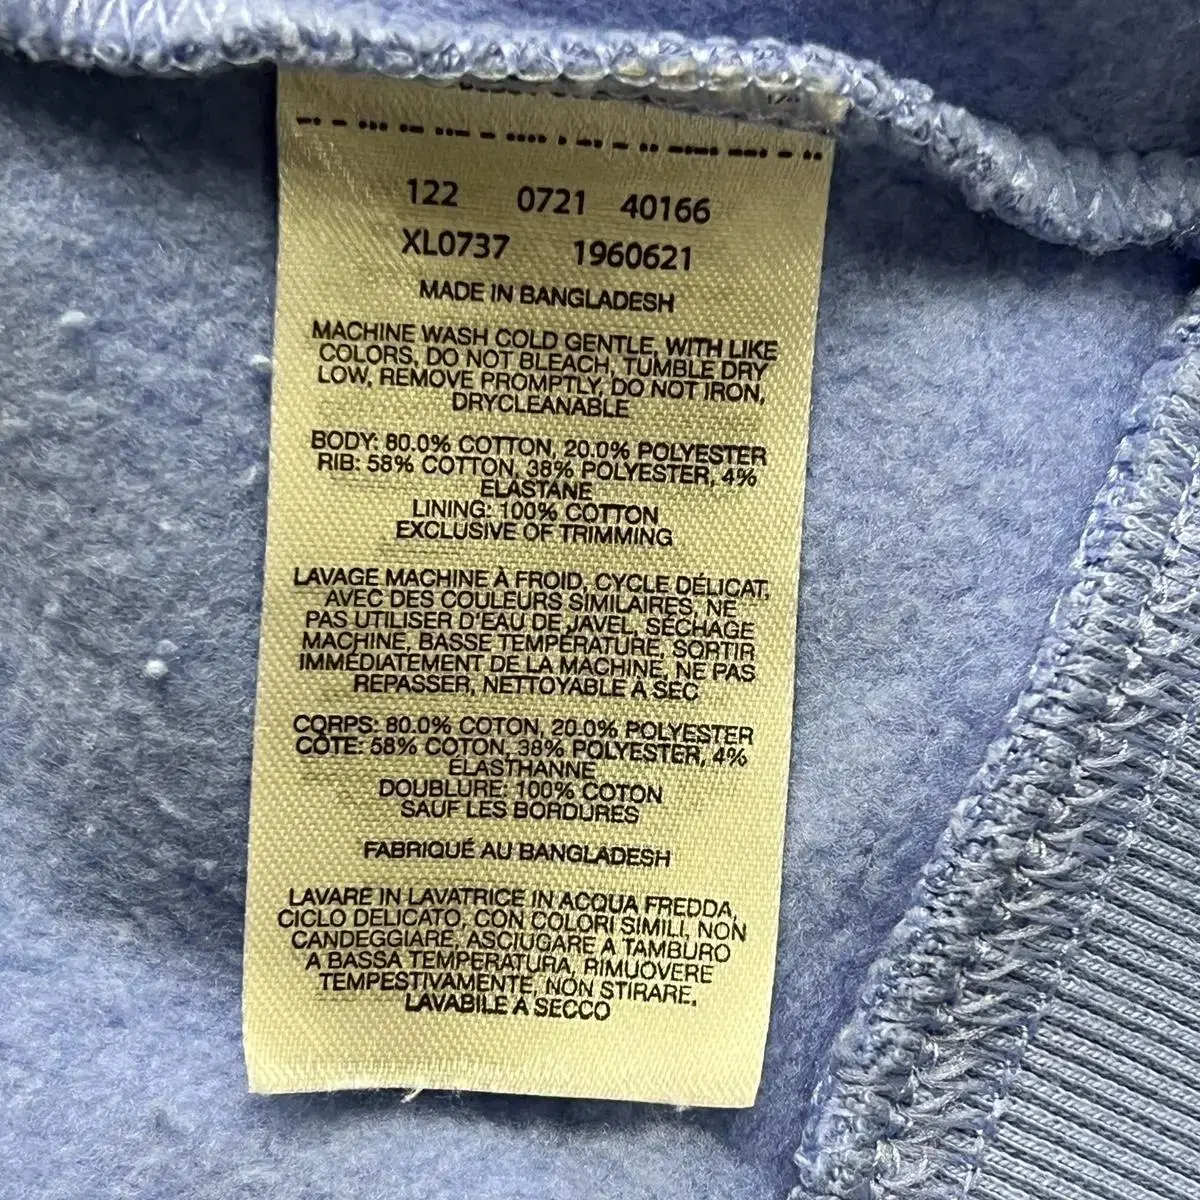 122 0721 40166
XL0737 1960621
MADE IN BANGLADESH
MACHINE WASH COLD GENTLE, WITH LIKE
COLORS, DO NOT BLEACH, TUMBLE DRY
LOW, REMOVE PROMPTLY, DO NOT IRON,
DRYCLEANABLE
BODY: 80.0% COTTON, 20.0% POLYESTER
RIB: 58% COTTON, 38% POLYESTER, 4%
ELASTANE
LINING: 100% COTTON
EXCLUSIVE OF TRIMMING
LAVAGE MACHINE À FROID, CYCLE DÉLICAT,
AVEC DES COULEURS SIMILAIRES, NE
PAS UTILISER D'EAU DE JAVEL, SÉCHAGE
MACHINE, BASSE TEMPÉRATURE, SORTIR
IMMÉDIATEMENT DE LA MACHINE, NE PAS
REPASSER, NETTOYABLE À SEC
CORPS: 80.0% COTON, 20.0% POLYESTER
CÔTE: 58% COTON, 38% POLYESTER, 4%
ÉLASTHANNE
DOUBLURE: 100% COTON
SAUF LES BORDURES
FABRIQUÉ AU BANGLADESH
LAVARE IN LAVATRICE IN ACQUA FREDDA,
CICLO DELICATO, CON COLORI SIMILI, NON
CANDEGGIARE, ASCIUGARE A TAMBURO
A BASSA TEMPERATURA, RIMUOVERE
TEMPESTIVAMENTE, NON STIRARE,
LAVABILE A SECCO